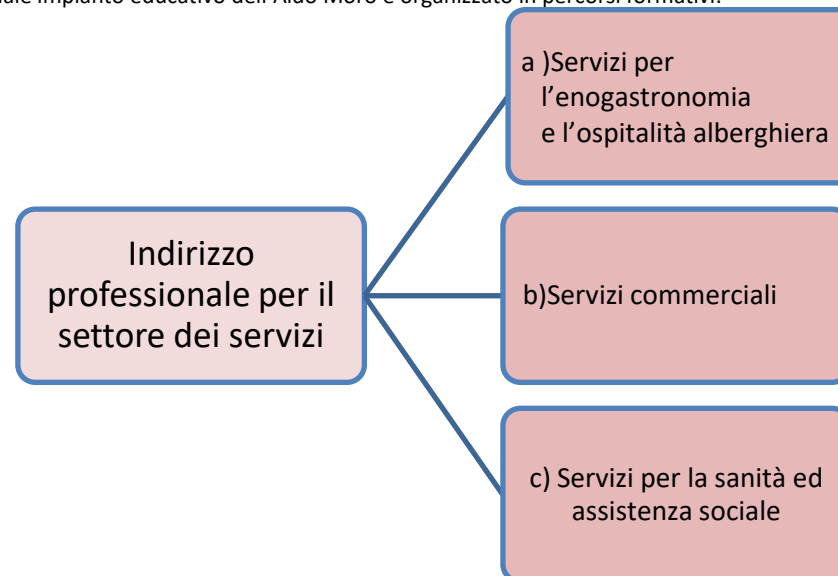 impianto educativo dell'Aldo Moro è organizzato in percorsi formativi:
a )Servizi per
l’enogastronomia
e l’ospitalità alberghiera
Indirizzo
professionale per il
settore dei servizi
b)Servizi commerciali
c) Servizi per la sanità ed
assistenza sociale